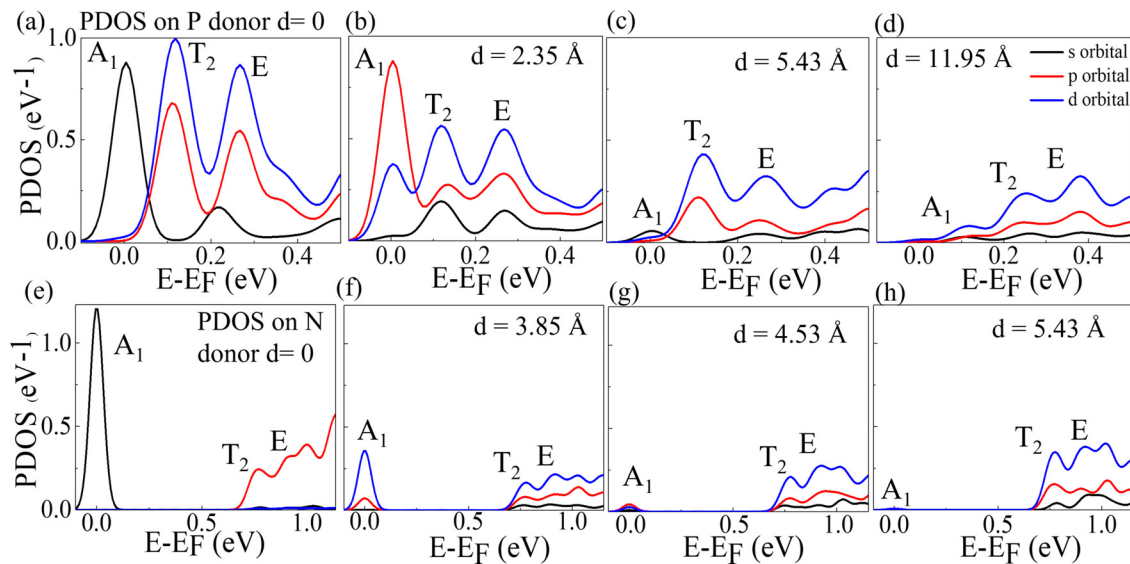 (a) PDOS on P donor d= 0
A1 T2 E
PDOS (eV-1)
1.0
0.5
0.0
0.0 0.2 0.4
E-EF (eV)
(b) d = 2.35 Å
A1 T2 E
0.0 0.2 0.4
E-EF (eV)
(c) d = 5.43 Å
T2 E
A1
0.0 0.2 0.4
E-EF (eV)
(d) d = 11.95 Å
s orbital
p orbital
d orbital
A1 T2 E
0.0 0.2 0.4
E-EF (eV)
(e) PDOS on N
donor d= 0
A1
T2 E
PDOS (eV-1)
1.0
0.5
0.0
0.0 0.5 1.0
E-EF (eV)
(f) d = 3.85 Å
A1 T2 E
0.0 0.5 1.0
E-EF (eV)
(g) d = 4.53 Å
A1 T2 E
0.0 0.5 1.0
E-EF (eV)
(h) d = 5.43 Å
A1 T2 E
0.0 0.5 1.0
E-EF (eV)